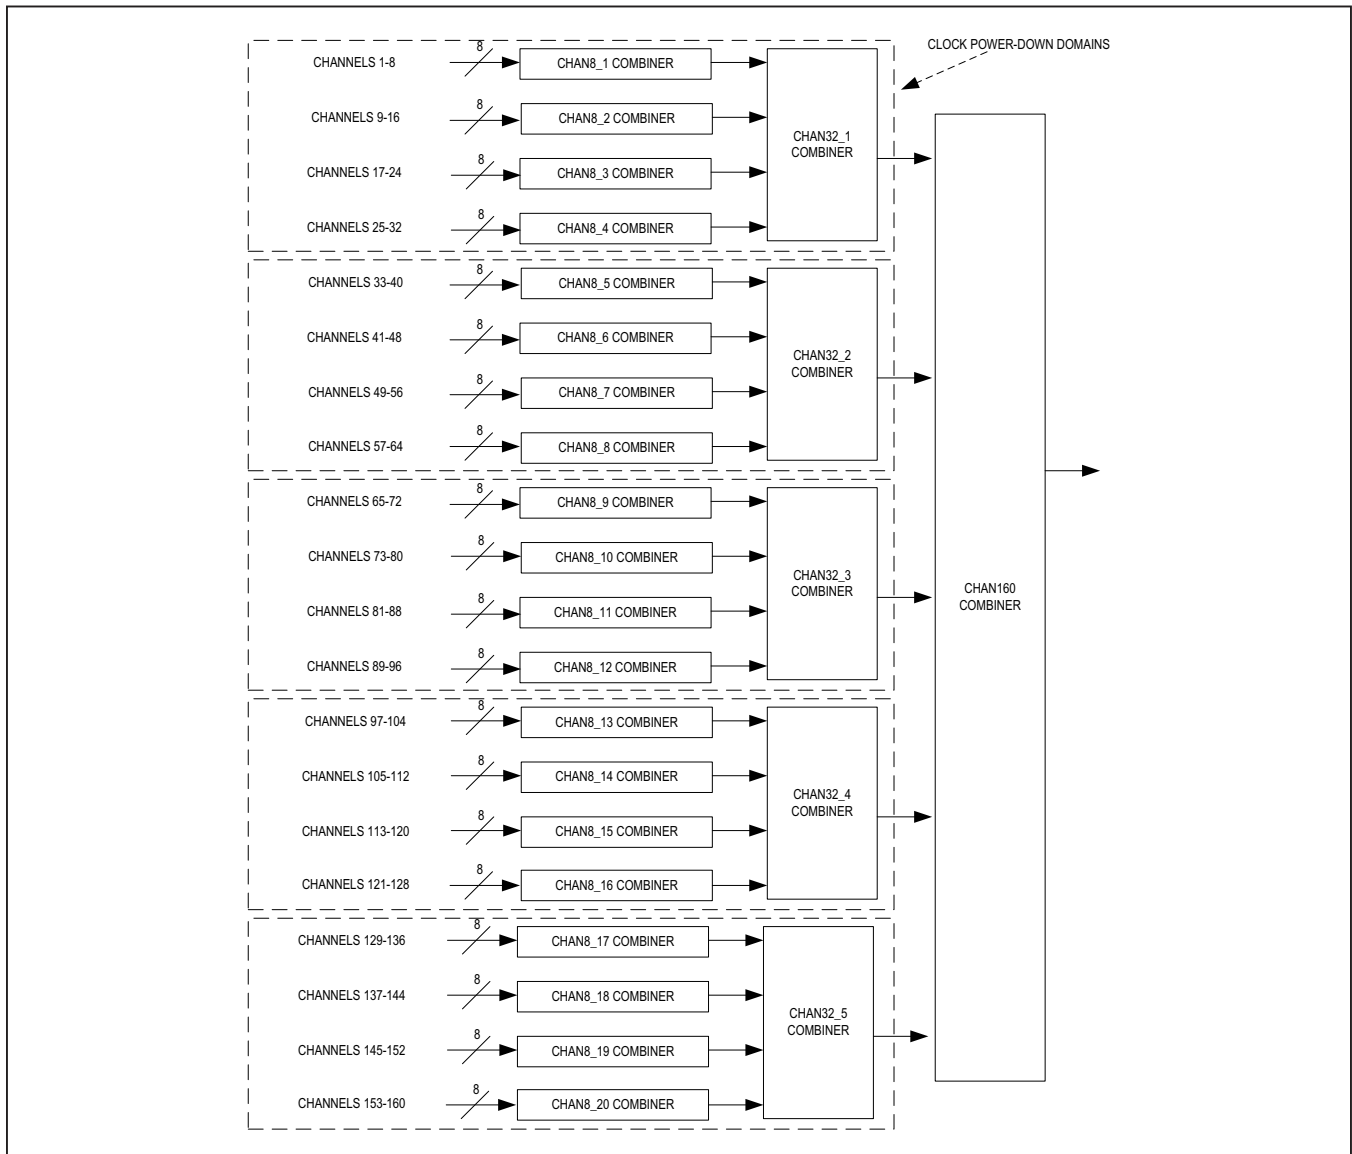 CLOCK POWER-DOWN DOMAINS
CHANNELS 1-8
8
CHAN8_1 COMBINER
CHANNELS 9-16
8
CHAN8_2 COMBINER
CHANNELS 17-24
8
CHAN8_3 COMBINER
CHANNELS 25-32
8
CHAN8_4 COMBINER
CHAN32_1
COMBINER
CHANNELS 33-40
8
CHAN8_5 COMBINER
CHANNELS 41-48
8
CHAN8_6 COMBINER
CHANNELS 49-56
8
CHAN8_7 COMBINER
CHANNELS 57-64
8
CHAN8_8 COMBINER
CHAN32_2
COMBINER
CHANNELS 65-72
8
CHAN8_9 COMBINER
CHANNELS 73-80
8
CHAN8_10 COMBINER
CHANNELS 81-88
8
CHAN8_11 COMBINER
CHANNELS 89-96
8
CHAN8_12 COMBINER
CHAN32_3
COMBINER
CHANNELS 97-104
8
CHAN8_13 COMBINER
CHANNELS 105-112
8
CHAN8_14 COMBINER
CHANNELS 113-120
8
CHAN8_15 COMBINER
CHANNELS 121-128
8
CHAN8_16 COMBINER
CHAN32_4
COMBINER
CHANNELS 129-136
8
CHAN8_17 COMBINER
CHANNELS 137-144
8
CHAN8_18 COMBINER
CHANNELS 145-152
8
CHAN8_19 COMBINER
CHANNELS 153-160
8
CHAN8_20 COMBINER
CHAN32_5
COMBINER
CHAN160
COMBINER